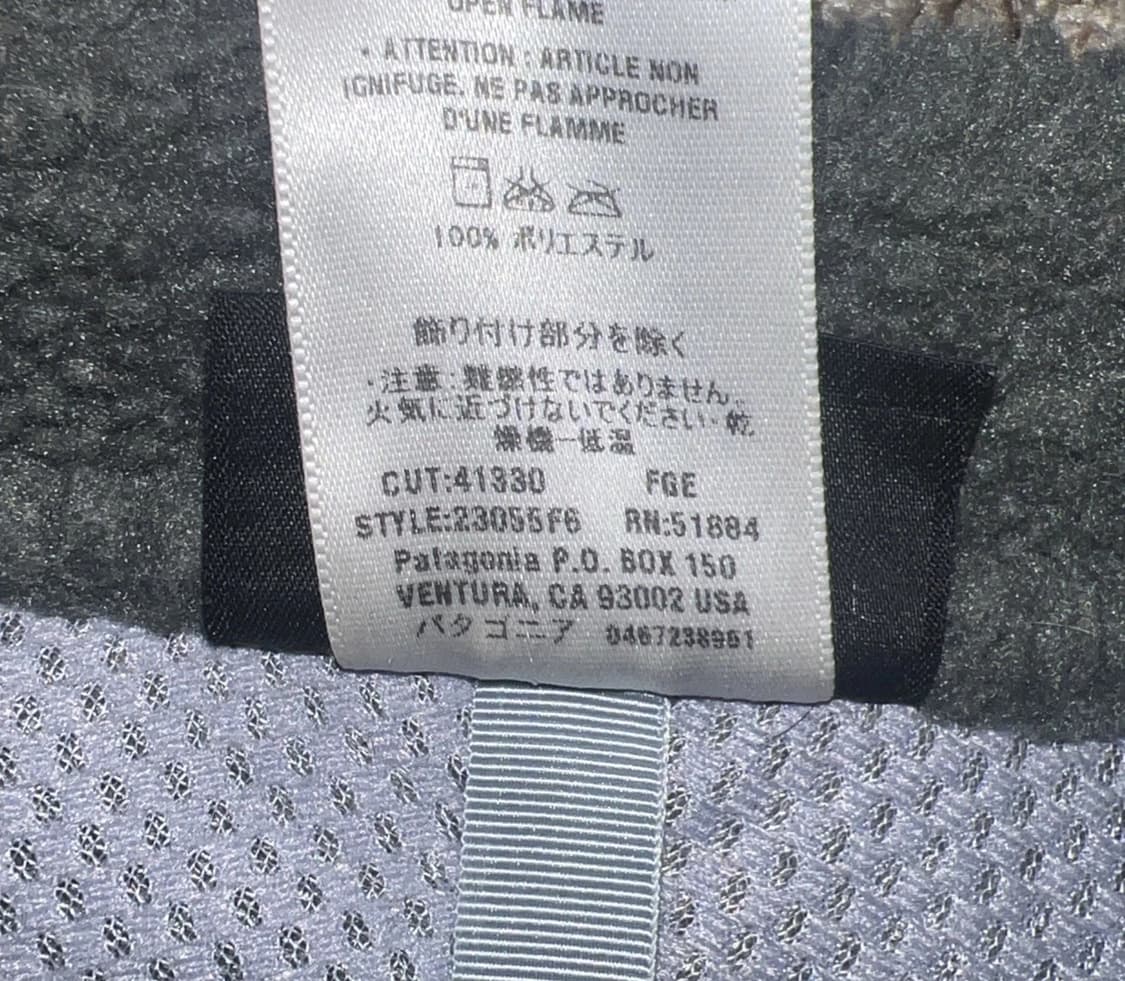 OPEN FLAME
· ATTENTION : ARTICLE NON
IGNIFUGE. NE PAS APPROCHER
D'UNE FLAMME
100% ポリエステル
飾り付け部分を除く
·注意:難燃性ではありません。
火気に近づけないでください·乾
燥機一低温
CUT:41330 FGE
STYLE:23055F6 RN:51884
Patagonia P.O. BOX 150
VENTURA, CA 93002 USA
パタゴニア 0467238961